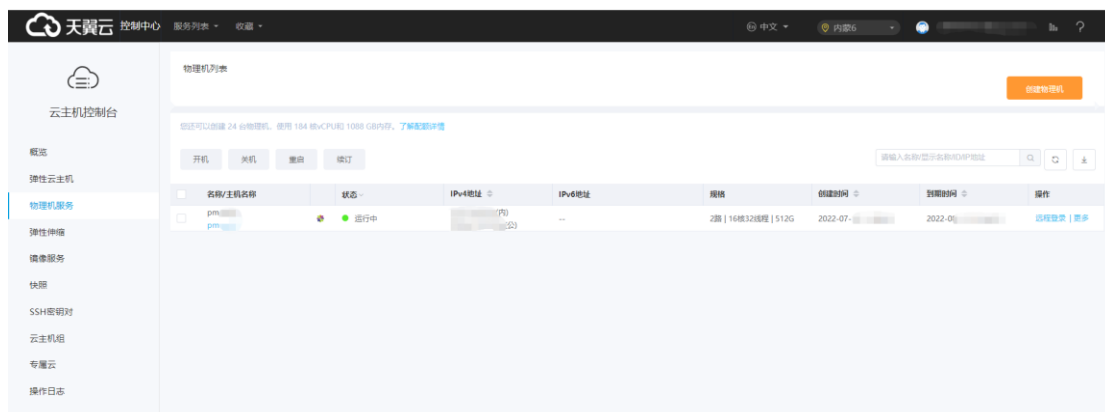 天翼云 控制中心 服务列表 收藏 中文 内蒙6 ?
云主机控制台
概览
弹性云主机
物理机服务
弹性伸缩
镜像服务
快照
SSH密钥对
云主机组
专属云
操作日志
物理机列表
创建物理机
您还可以创建 24 台物理机，使用 184 核vCPU和 1088 GB内存。了解配额详情
开机 关机 重启 续订 请输入名称/显示名称/ID/IP地址
名称/主机名称 状态 IPv4地址 IPv6地址 规格 创建时间 到期时间 操作
pm 运行中 (内) -- 2路 | 16核32线程 | 512G 2022-07- 2022-0 远程登录 | 更多
pm (公)